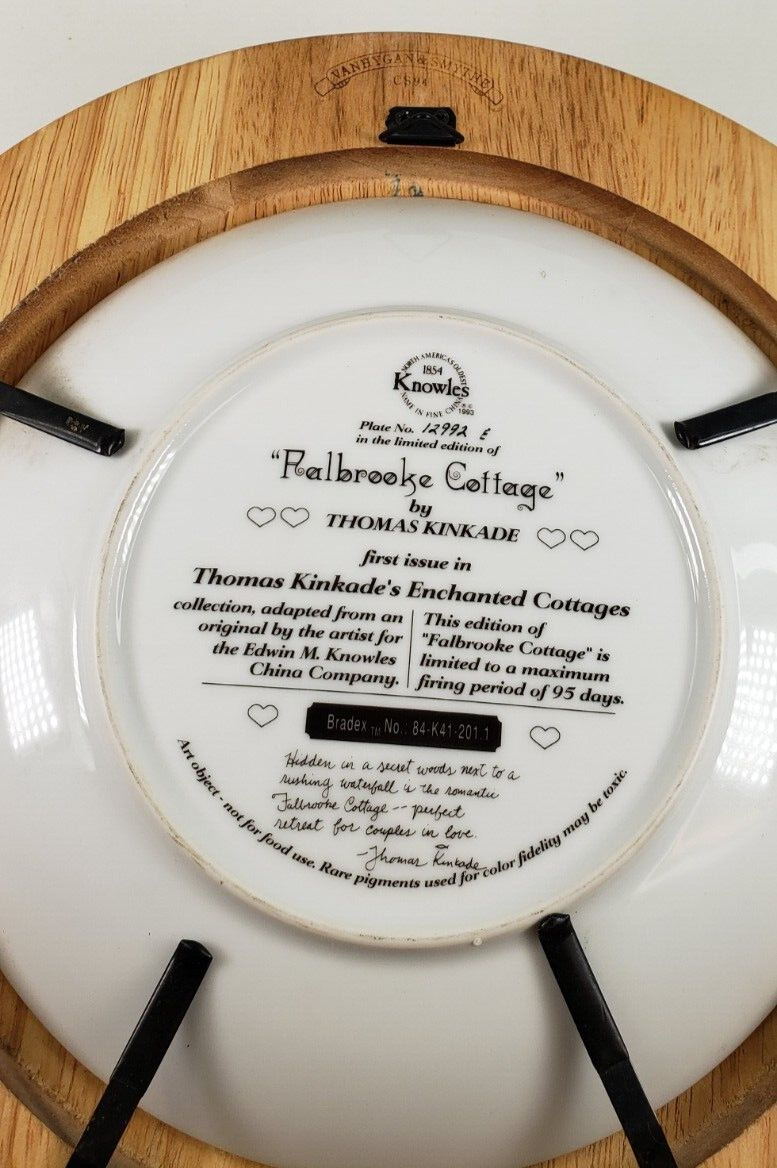 VANHYGAN & SMYTHE
CS94
NORTH AMERICA'S OLDEST
1854
Knowles
NAME IN FINE CHINA
1993
Plate No. 12992 E
in the limited edition of
"Falbrooke Cottage"
by
THOMAS KINKADE
first issue in
Thomas Kinkade's Enchanted Cottages
collection, adapted from an
original by the artist for
the Edwin M. Knowles
China Company.
This edition of
"Falbrooke Cottage" is
limited to a maximum
firing period of 95 days.
Bradex TM No.: 84-K41-201.1
Hidden in a secret woods next to a
rushing waterfall is the romantic
Falbrooke Cottage -- perfect
retreat for couples in love.
-Thomas Kinkade
Art object - not for food use. Rare pigments used for color fidelity may be toxic.